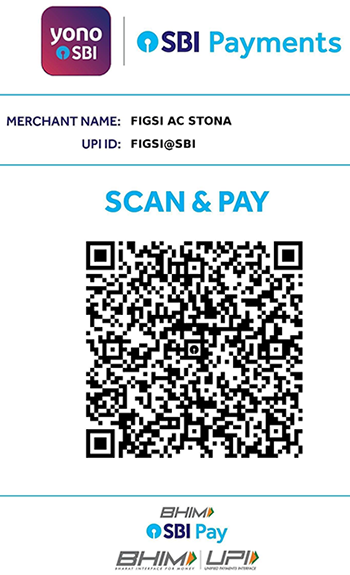 yono
SBI
SBI Payments
MERCHANT NAME: FIGSI AC STONA
UPI ID: FIGSI@SBI
SCAN & PAY
BHIM
SBI Pay
BHIM UPI
BHARAT INTERFACE FOR MONEY UNIFIED PAYMENTS INTERFACE